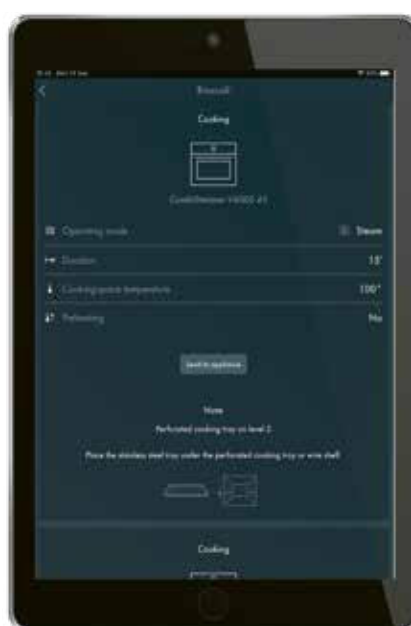 Broccoli
Cooking
CombiSteamer V6000 45
Operating mode Steam
Duration 15'
Cooking space temperature 100°
Preheating No
Send to appliance
Note
Perforated cooking tray on level 2
Place the stainless steel tray under the perforated cooking tray or wire shelf
Cooking